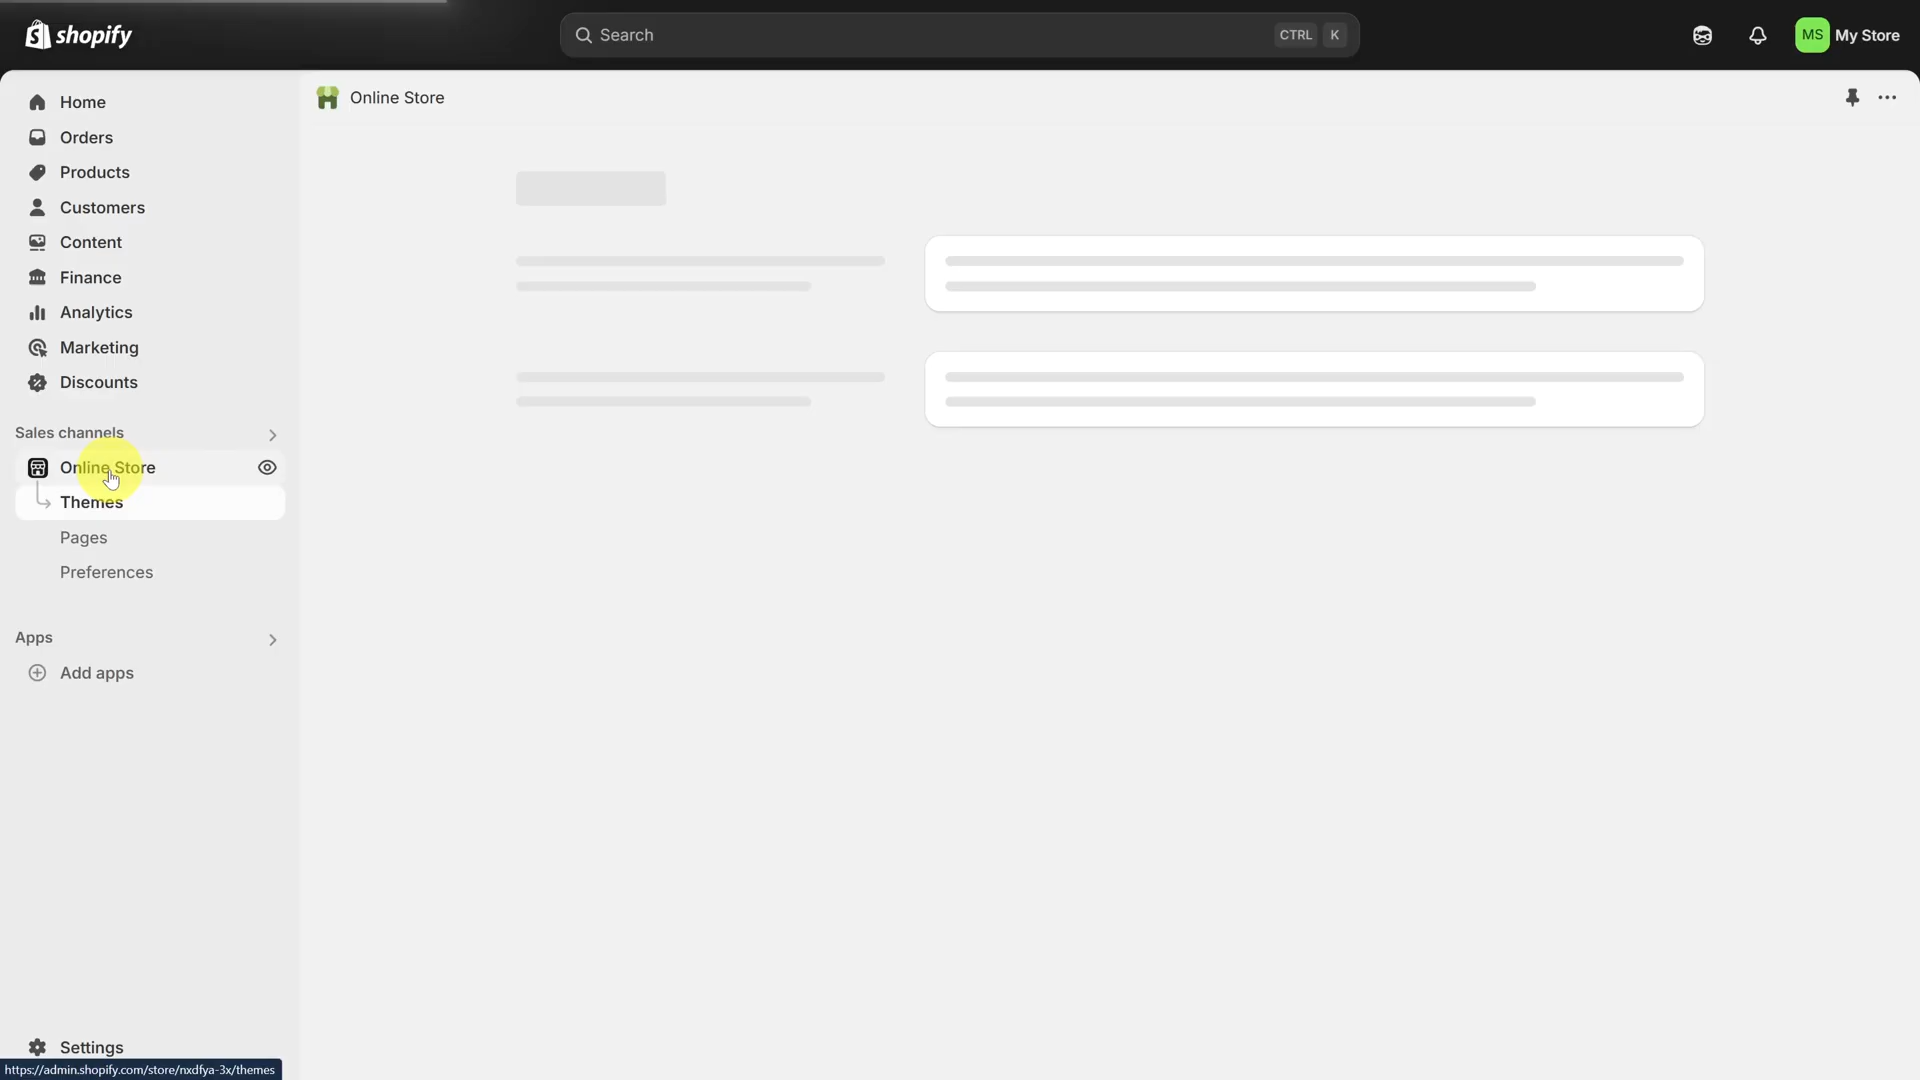 shopify
Search
CTRL K
MS My Store
Home
Orders
Products
Customers
Content
Finance
Analytics
Marketing
Discounts
Sales channels
Online Store
Themes
Pages
Preferences
Apps
Add apps
Settings
https://admin.shopify.com/store/nxdfya-3x/themes
Online Store